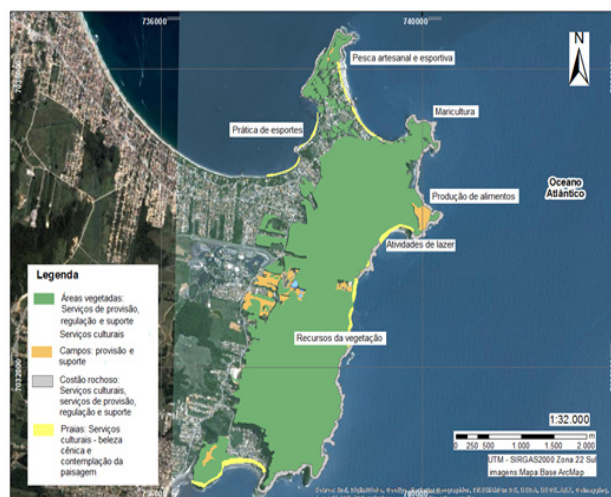 736000
740000
N
Pesca artesanal e esportiva
Maricultura
Prática de esportes
Produção de alimentos
Oceano
Atlântico
Atividades de lazer
Recursos da vegetação
Legenda
Áreas vegetadas:
Serviços de provisão,
regulação e suporte
Serviços culturais
Campos: provisão e
suporte
Costão rochoso:
Serviços culturais,
serviços de provisão,
regulação e suporte
Praias: Serviços
culturais - beleza
cênica e
contemplação da
paisagem
7032000
1:32.000
0 250 500 1.000 1.500 2.000
m
UTM - SIRGAS2000 Zona 22 Sul
imagens Mapa Base ArcMap
736000
740000